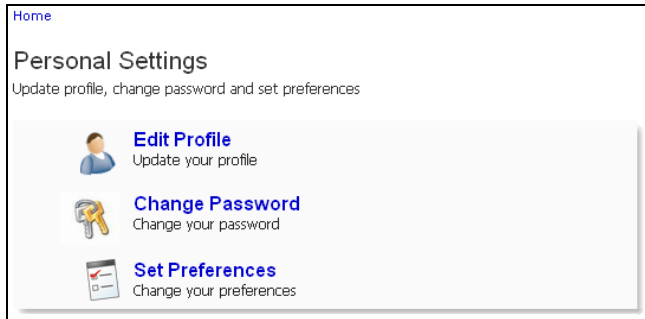 Home
Personal Settings
Update profile, change password and set preferences
Edit Profile
Update your profile
Change Password
Change your password
Set Preferences
Change your preferences